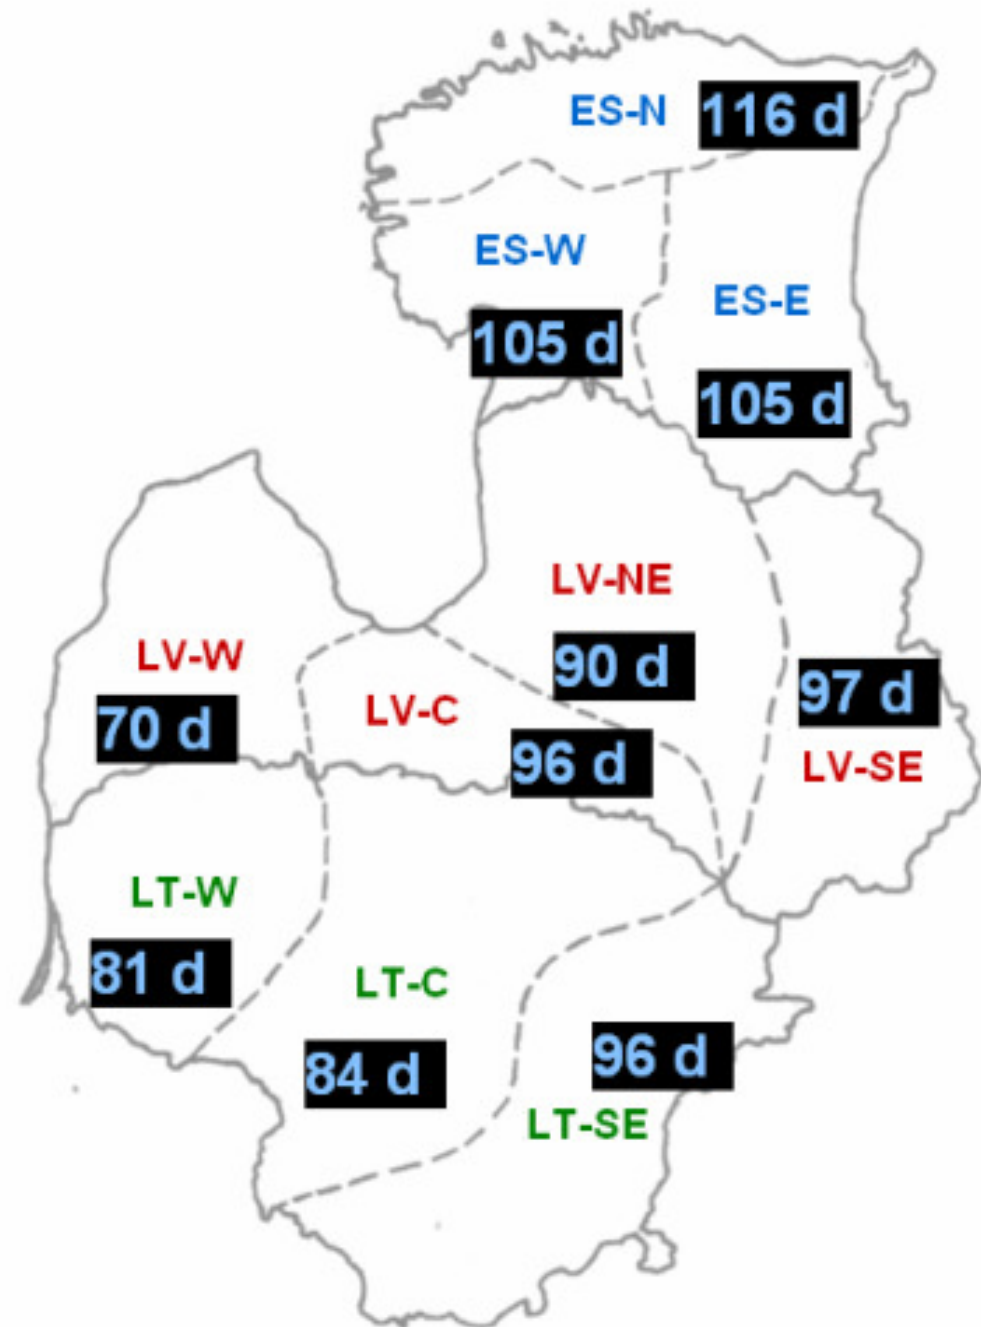 ES-N 116 d
ES-W
105 d
ES-E
105 d
LV-NE
90 d
LV-W
70 d
LV-C
96 d
97 d
LV-SE
LT-W
81 d
LT-C
84 d
96 d
LT-SE